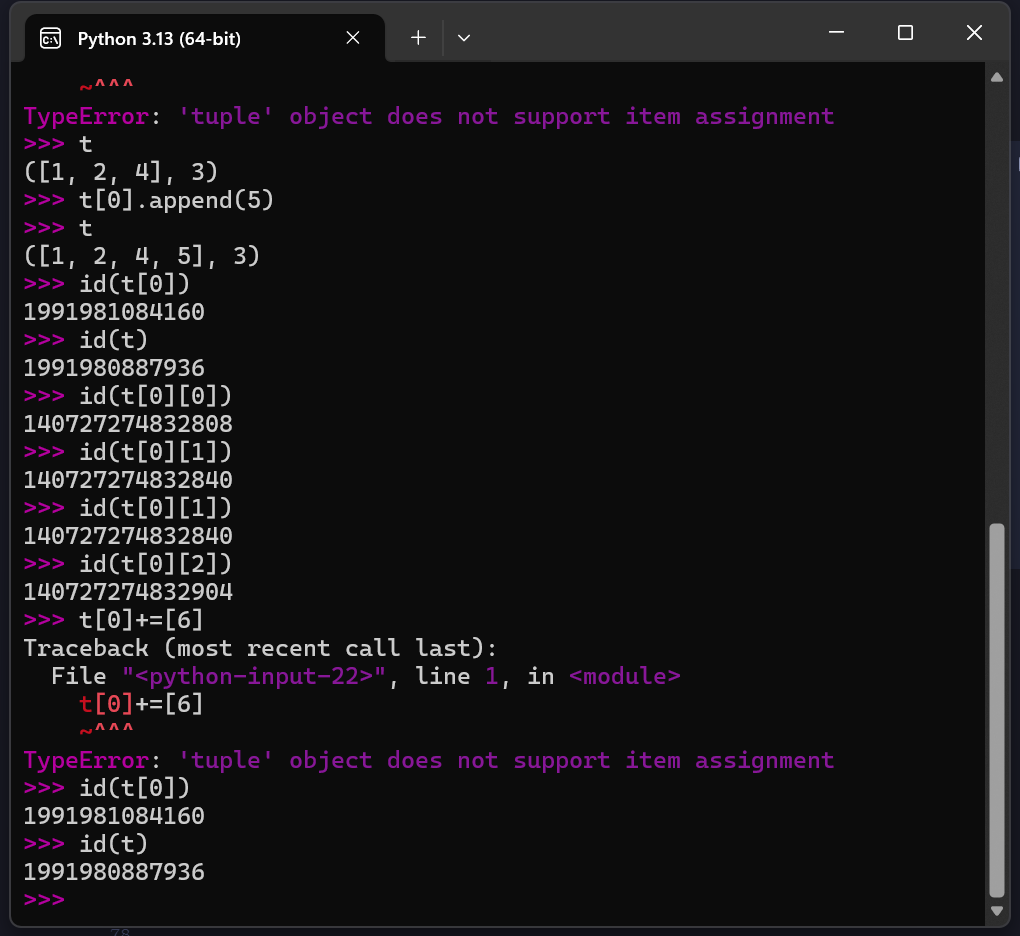 Python 3.13 (64-bit)
~^^^
TypeError: 'tuple' object does not support item assignment
>>> t
([1, 2, 4], 3)
>>> t[0].append(5)
>>> t
([1, 2, 4, 5], 3)
>>> id(t[0])
1991981084160
>>> id(t)
1991980887936
>>> id(t[0][0])
140727274832808
>>> id(t[0][1])
140727274832840
>>> id(t[0][1])
140727274832840
>>> id(t[0][2])
140727274832904
>>> t[0]+=[6]
Traceback (most recent call last):
  File "<python-input-22>", line 1, in <module>
    t[0]+=[6]
    ~^^^
TypeError: 'tuple' object does not support item assignment
>>> id(t[0])
1991981084160
>>> id(t)
1991980887936
>>>
78